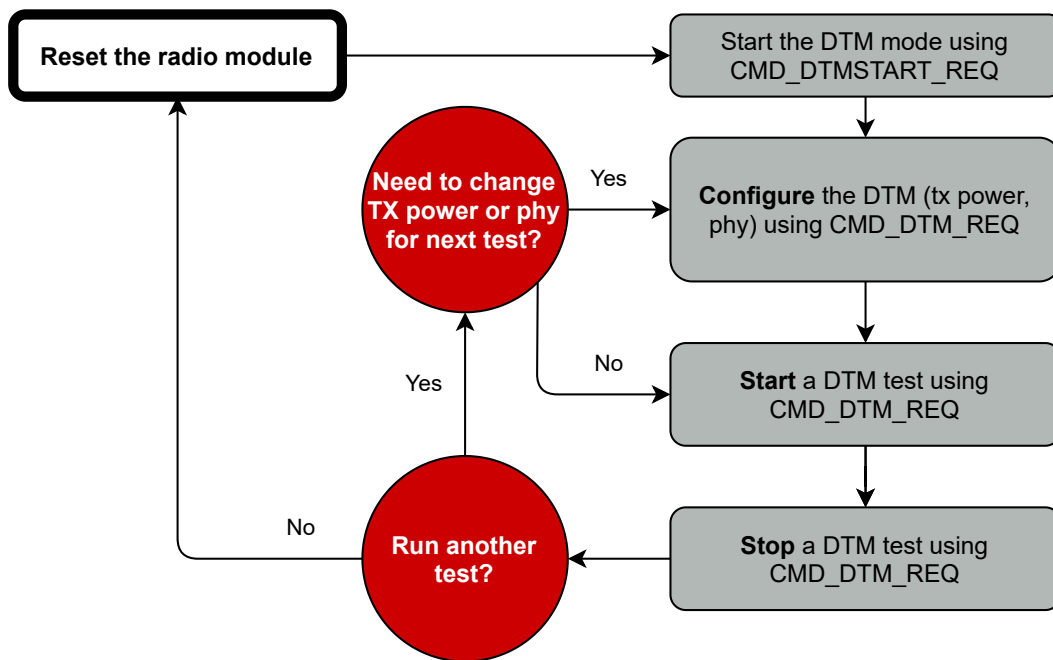 Reset the radio module
Start the DTM mode using
CMD_DTMSTART_REQ
Need to change
TX power or phy
for next test?
Yes
Configure the DTM (tx power,
phy) using CMD_DTM_REQ
No
Start a DTM test using
CMD_DTM_REQ
Yes
No
Run another
test?
Stop a DTM test using
CMD_DTM_REQ